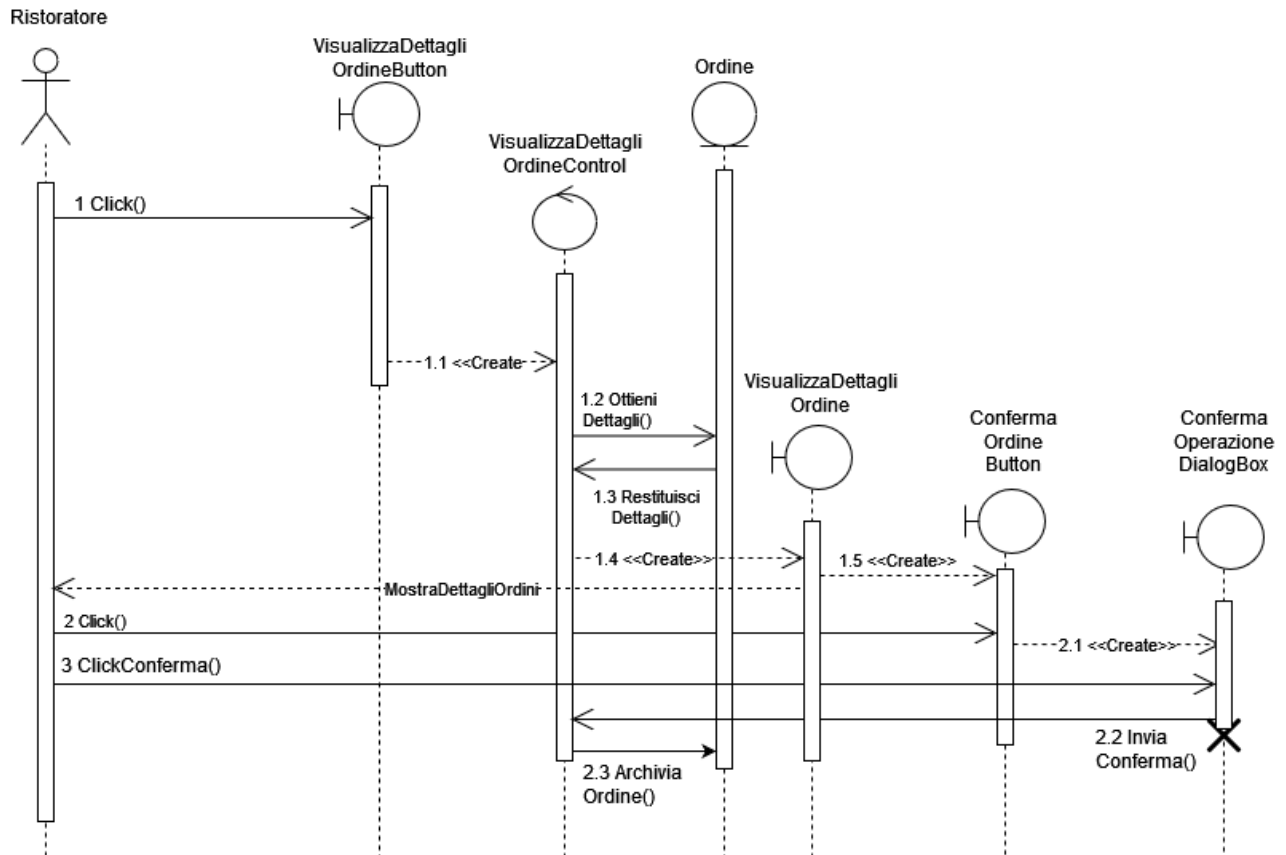 Ristoratore
VisualizzaDettagli
OrdineButton
Ordine
VisualizzaDettagli
OrdineControl
1 Click()
1.1 <<Create
VisualizzaDettagli
Ordine
1.2 Ottieni
Dettagli()
Conferma
Ordine
Button
Conferma
Operazione
DialogBox
1.3 Restituisci
Dettagli()
1.4 <<Create>>
1.5 <<Create>>
MostraDettagliOrdini
2 Click()
2.1 <<Create>>
3 ClickConferma()
2.2 Invia
Conferma()
2.3 Archivia
Ordine()